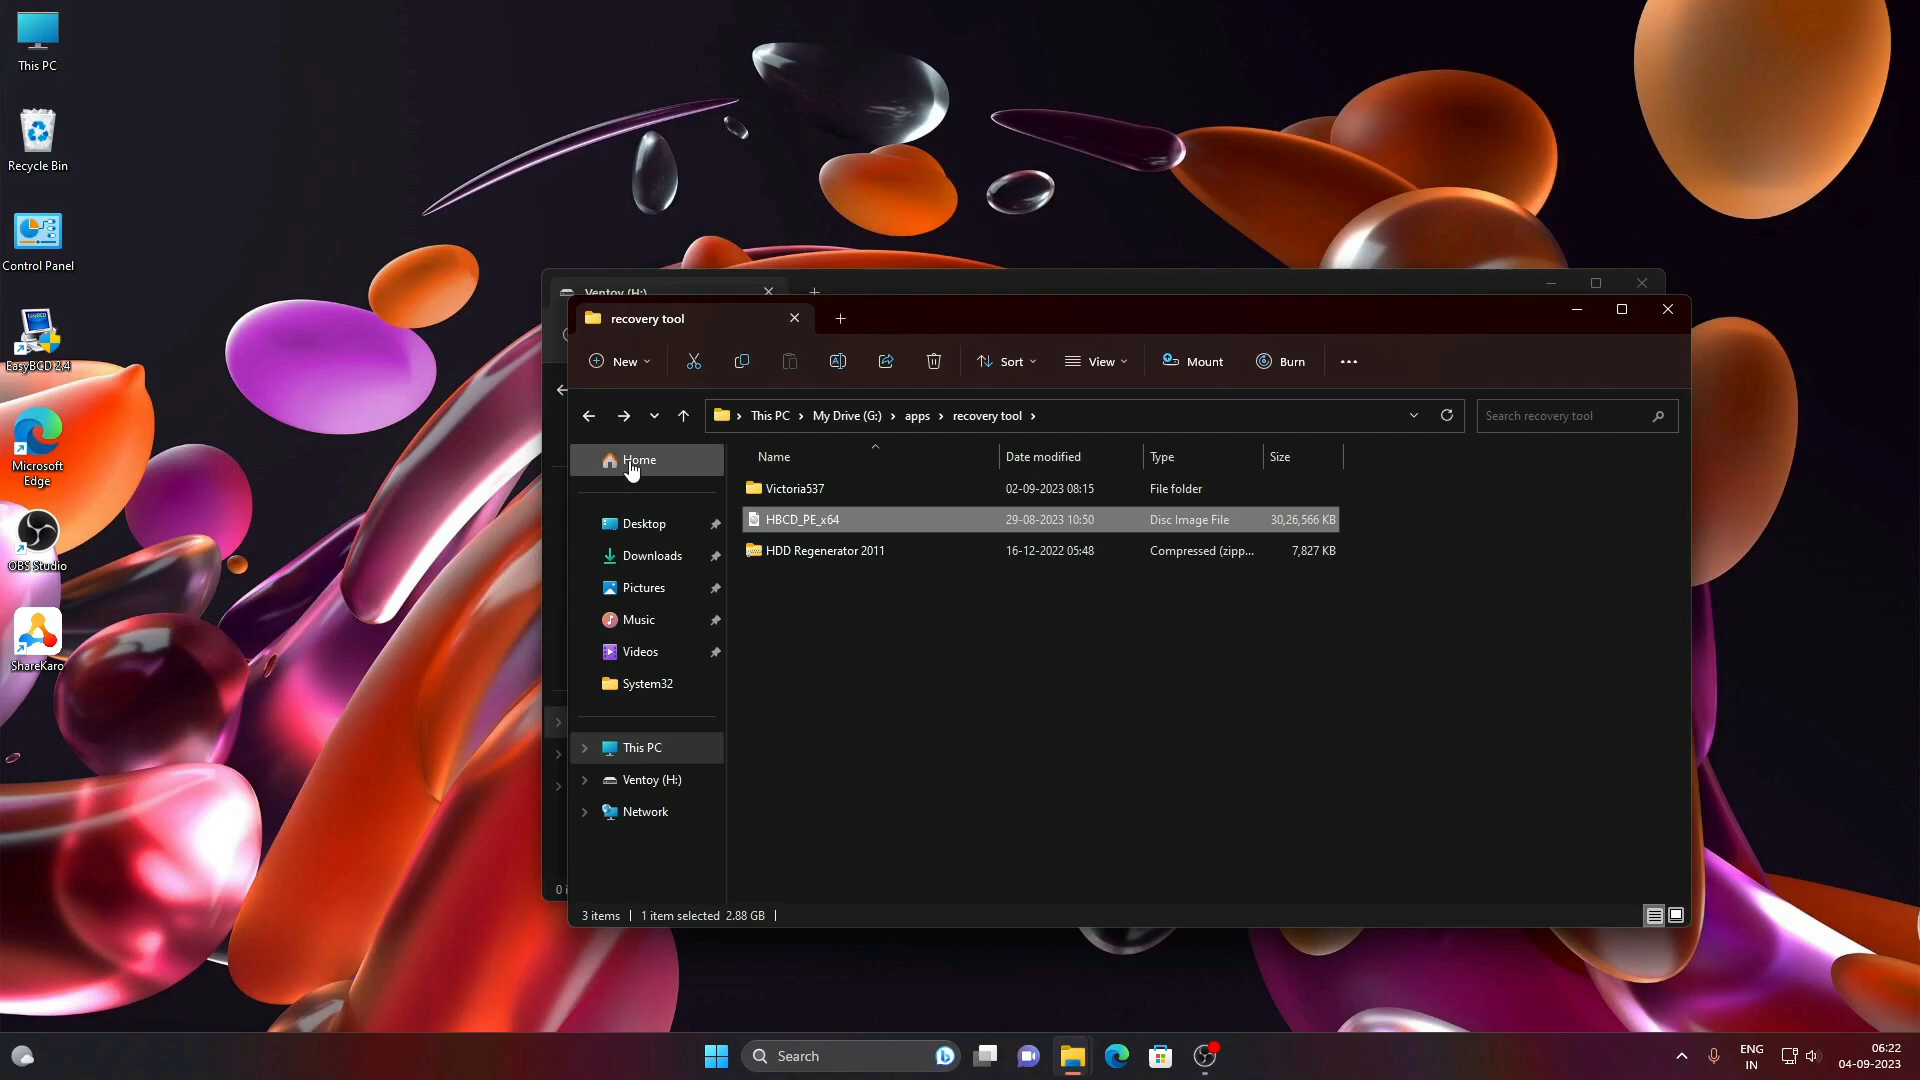 This PC
Recycle Bin
Control Panel
EasyBCD 2.4
Microsoft
Edge
OBS Studio
ShareKaro
Ventoy (H:)
recovery tool
New
Sort
View
Mount
Burn
This PC
My Drive (G:)
apps
recovery tool
Search recovery tool
Home
Desktop
Downloads
Pictures
Music
Videos
System32
This PC
Ventoy (H:)
Network
Name Date modified Type Size
Victoria537 02-09-2023 08:15 File folder
HBCD_PE_x64 29-08-2023 10:50 Disc Image File 30,26,566 KB
HDD Regenerator 2011 16-12-2022 05:48 Compressed (zipp... 7,827 KB
3 items 1 item selected 2.88 GB
Search
ENG
IN
06:22
04-09-2023